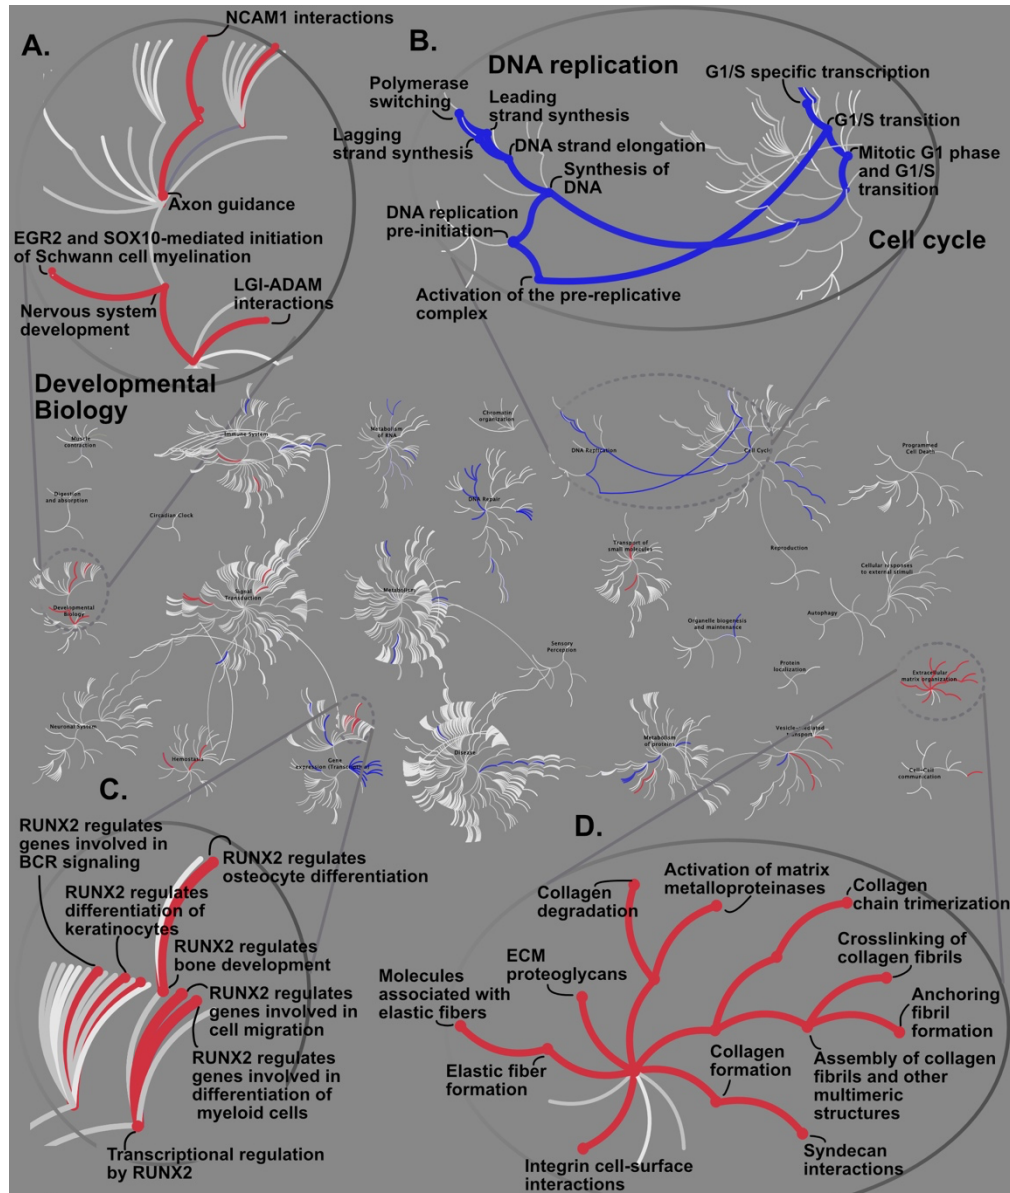 A.
NCAM1 interactions
Axon guidance
EGR2 and SOX10-mediated initiation
of Schwann cell myelination
LGI-ADAM
interactions
Nervous system
development
Developmental
Biology
B.
DNA replication
Polymerase
switching
Leading
strand synthesis
Lagging
strand synthesis
DNA strand elongation
Synthesis of
DNA
DNA replication
pre-initiation
Activation of the pre-replicative
complex
G1/S specific transcription
G1/S transition
Mitotic G1 phase
and G1/S
transition
Cell cycle
Muscle
contraction
Immune System
Metabolism
of RNA
Chromatin
organization
DNA Replication
Cell Cycle
Programmed
Cell Death
Digestion
and absorption
Circadian Clock
DNA Repair
Transport of
small molecules
Reproduction
Cellular responses
to external stimuli
Developmental
Biology
Signal
Transduction
Metabolism
Organelle biogenesis
and maintenance
Autophagy
Sensory
Perception
Protein
localization
Extracellular
matrix organization
Neuronal System
Hemostasis
Gene
expression (Transcription)
Disease
Metabolism
of proteins
Vesicle-mediated
transport
Cell-Cell
communication
C.
RUNX2 regulates
genes involved in
BCR signaling
RUNX2 regulates
osteocyte differentiation
RUNX2 regulates
differentiation of
keratinocytes
RUNX2 regulates
bone development
RUNX2 regulates
genes involved in
cell migration
RUNX2 regulates
genes involved in
differentiation of
myeloid cells
Transcriptional regulation
by RUNX2
D.
Collagen
degradation
Activation of matrix
metalloproteinases
Collagen
chain trimerization
ECM
proteoglycans
Crosslinking of
collagen fibrils
Molecules
associated with
elastic fibers
Anchoring
fibril
formation
Elastic fiber
formation
Collagen
formation
Assembly of collagen
fibrils and other
multimeric
structures
Integrin cell-surface
interactions
Syndecan
interactions